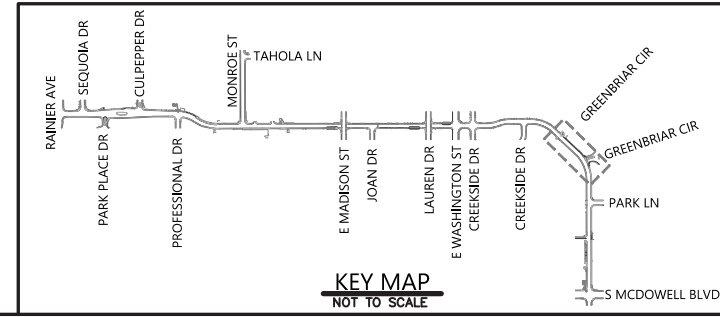 RAINIER AVE
SEQUOIA DR
PARK PLACE DR
CULPEPPER DR
PROFESSIONAL DR
MONROE ST
TAHOLA LN
E MADISON ST
JOAN DR
LAUREN DR
E WASHINGTON ST
CREEKSIDE DR
CREEKSIDE DR
GREENBRIAR CIR
GREENBRIAR CIR
PARK LN
S MCDOWELL BLVD
KEY MAP
NOT TO SCALE